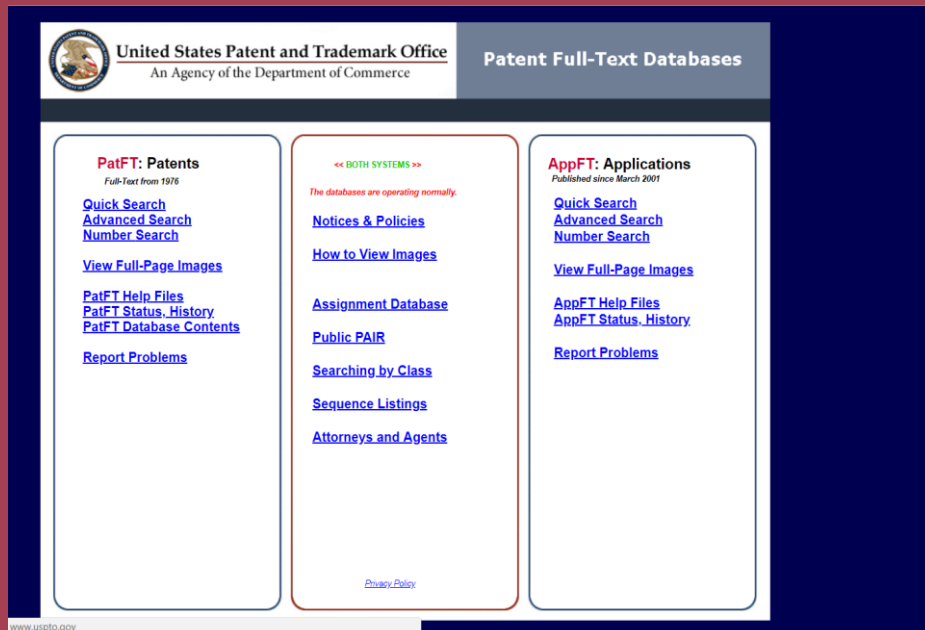 United States Patent and Trademark Office
An Agency of the Department of Commerce
Patent Full-Text Databases
PatFT: Patents
Full-Text from 1976
Quick Search
Advanced Search
Number Search
View Full-Page Images
PatFT Help Files
PatFT Status, History
PatFT Database Contents
Report Problems
<< BOTH SYSTEMS >>
The databases are operating normally.
Notices & Policies
How to View Images
Assignment Database
Public PAIR
Searching by Class
Sequence Listings
Attorneys and Agents
Privacy Policy
AppFT: Applications
Published since March 2001
Quick Search
Advanced Search
Number Search
View Full-Page Images
AppFT Help Files
AppFT Status, History
Report Problems
www.uspto.gov